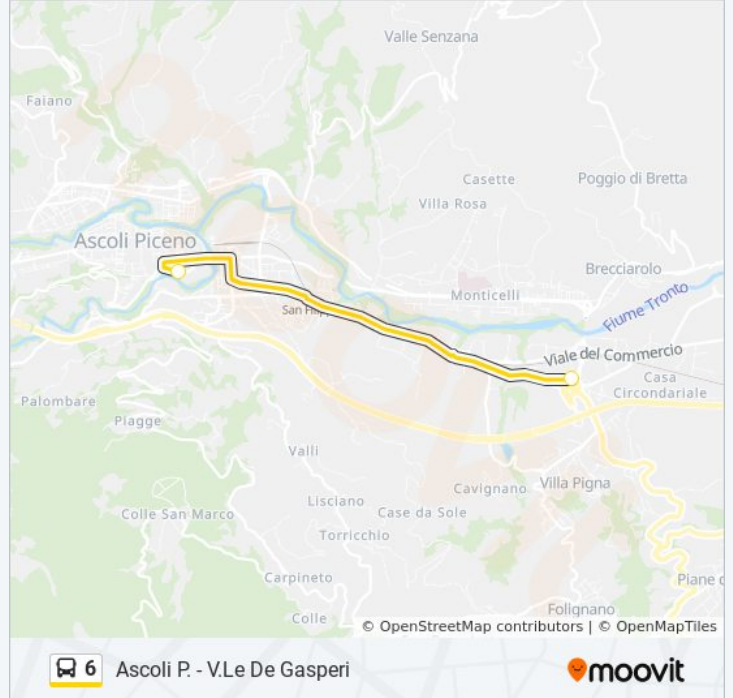 Valle Senzana
Faiano
Casette
Poggio di Bretta
Villa Rosa
Ascoli Piceno
Brecciarolo
Monticelli
Fiume Tronto
San Filipp
Viale del Commercio
Casa
Circondariale
Palombare
Piagge
Valli
Cavignano
Villa Pigna
Lisciano
Case da Sole
Colle San Marco
Torricchio
Carpineto
Piane d
Folignano
Colle
© OpenStreetMap contributors | © OpenMapTiles
6 Ascoli P. - V.Le De Gasperi
moovit